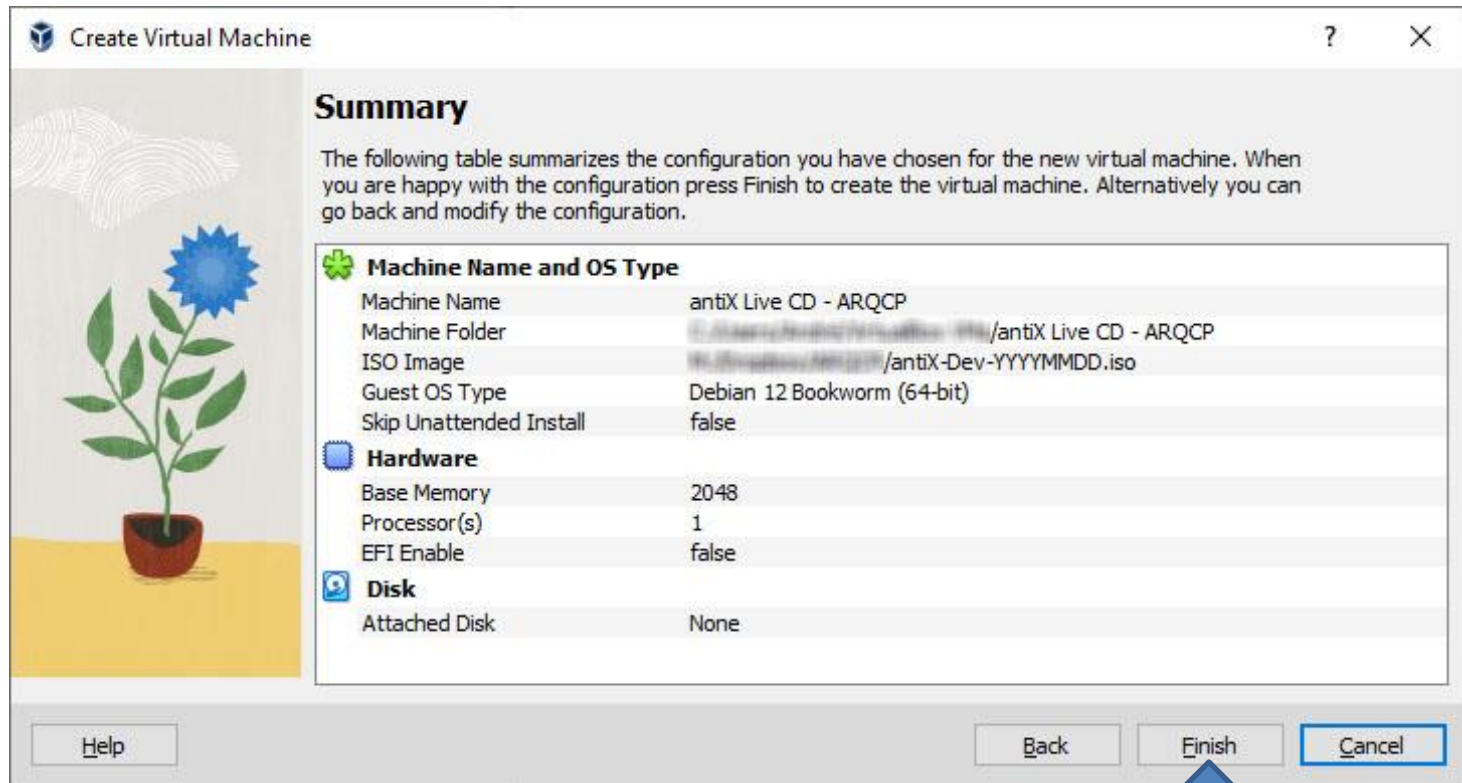 Create Virtual Machine
?
Summary
The following table summarizes the configuration you have chosen for the new virtual machine. When
you are happy with the configuration press Finish to create the virtual machine. Alternatively you can
go back and modify the configuration.
Machine Name and OS Type
Machine Name antiX Live CD - ARQCP
Machine Folder /antiX Live CD - ARQCP
ISO Image /antiX-Dev-YYYYMMDD.iso
Guest OS Type Debian 12 Bookworm (64-bit)
Skip Unattended Install false
Hardware
Base Memory 2048
Processor(s) 1
EFI Enable false
Disk
Attached Disk None
Help Back Finish Cancel